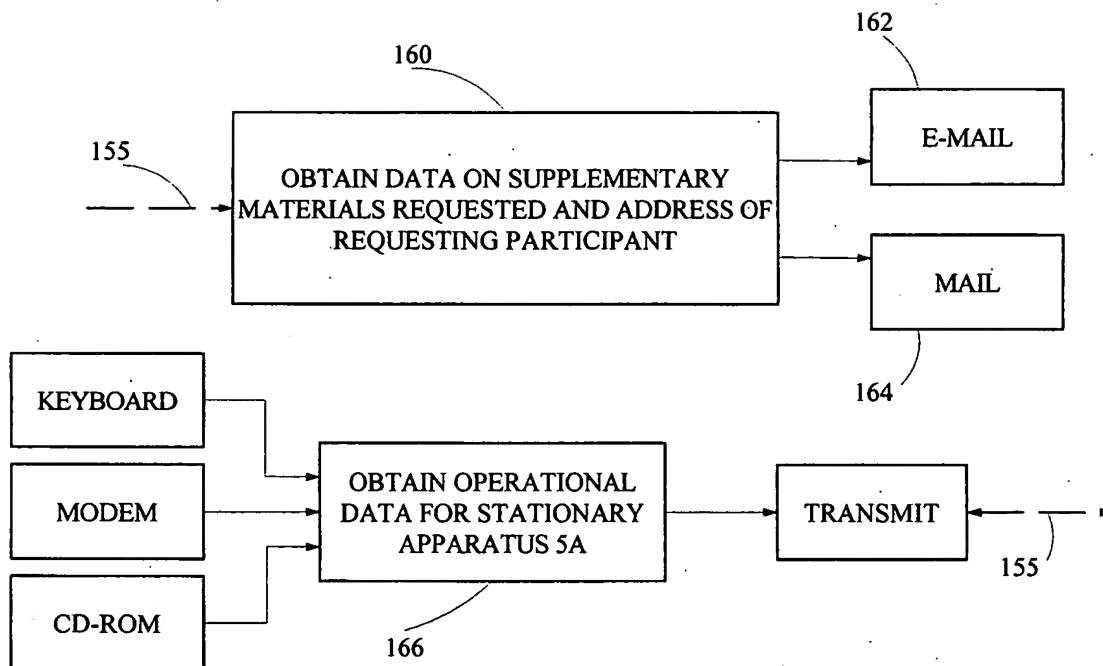 160
162
E-MAIL
155
OBTAIN DATA ON SUPPLEMENTARY
MATERIALS REQUESTED AND ADDRESS OF
REQUESTING PARTICIPANT
MAIL
164
KEYBOARD
MODEM
CD-ROM
OBTAIN OPERATIONAL
DATA FOR STATIONARY
APPARATUS 5A
166
TRANSMIT
155